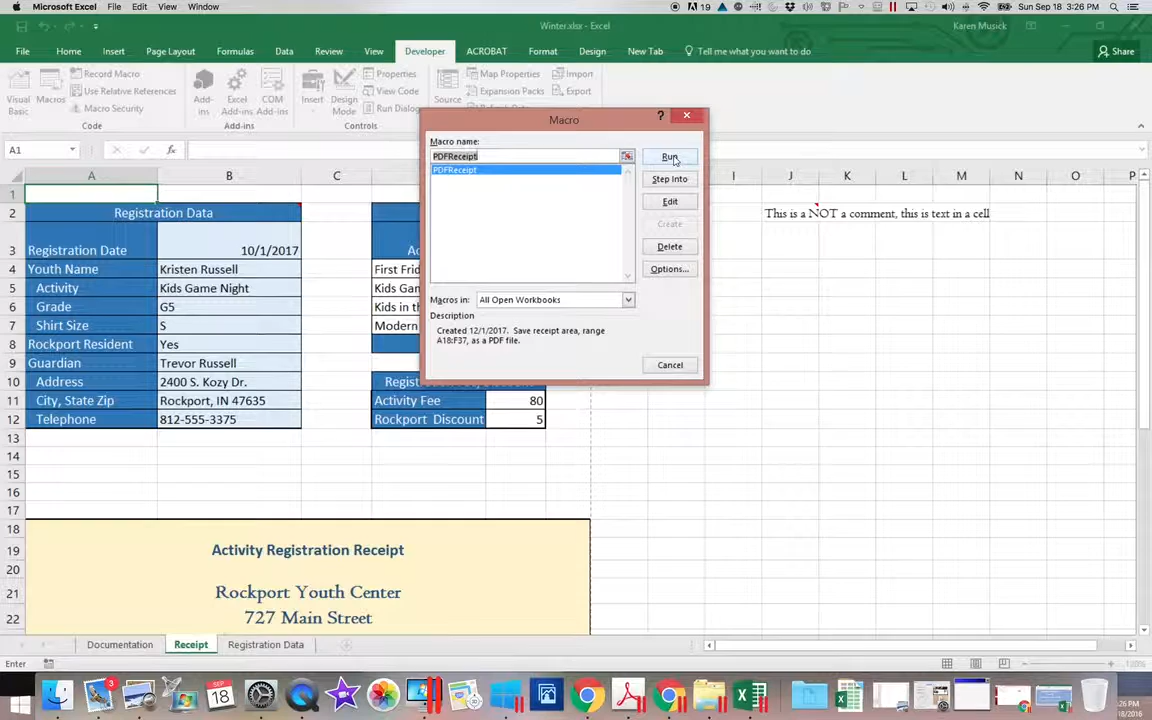 Microsoft Excel File Edit View Window 19 Sun Sep 18 3:26 PM
Winter.xlsx - Excel Karen Musick
File Home Insert Page Layout Formulas Data Review View Developer ACROBAT Format Design New Tab Tell me what you want to do Share
Visual Basic
Macros
Record Macro
Use Relative References
Macro Security
Code
Add-ins
Excel Add-ins
COM Add-ins
Add-ins
Insert
Design Mode
Properties
View Code
Run Dialog
Controls
Source
Map Properties
Expansion Packs
Import
Export
A1
A B C I J K L M N O P
1
2 Registration Data This is a NOT a comment, this is text in a cell
3 Registration Date 10/1/2017
4 Youth Name Kristen Russell First Frid
5 Activity Kids Game Night Kids Gam
6 Grade G5 Kids in th
7 Shirt Size S Modern
8 Rockport Resident Yes
9 Guardian Trevor Russell
10 Address 2400 S. Kozy Dr.
11 City, State Zip Rockport, IN 47635 Activity Fee 80
12 Telephone 812-555-3375 Rockport Discount 5
13
14
15
16
17
18
19 Activity Registration Receipt
20
21 Rockport Youth Center
22 727 Main Street
Macro
Macro name:
PDFReceipt
PDFReceipt
Run
Step Into
Edit
Create
Delete
Options...
Macros in: All Open Workbooks
Description
Created 12/1/2017. Save receipt area, range
A18:F37, as a PDF file.
Cancel
Documentation Receipt Registration Data
Enter
3
SEP
18